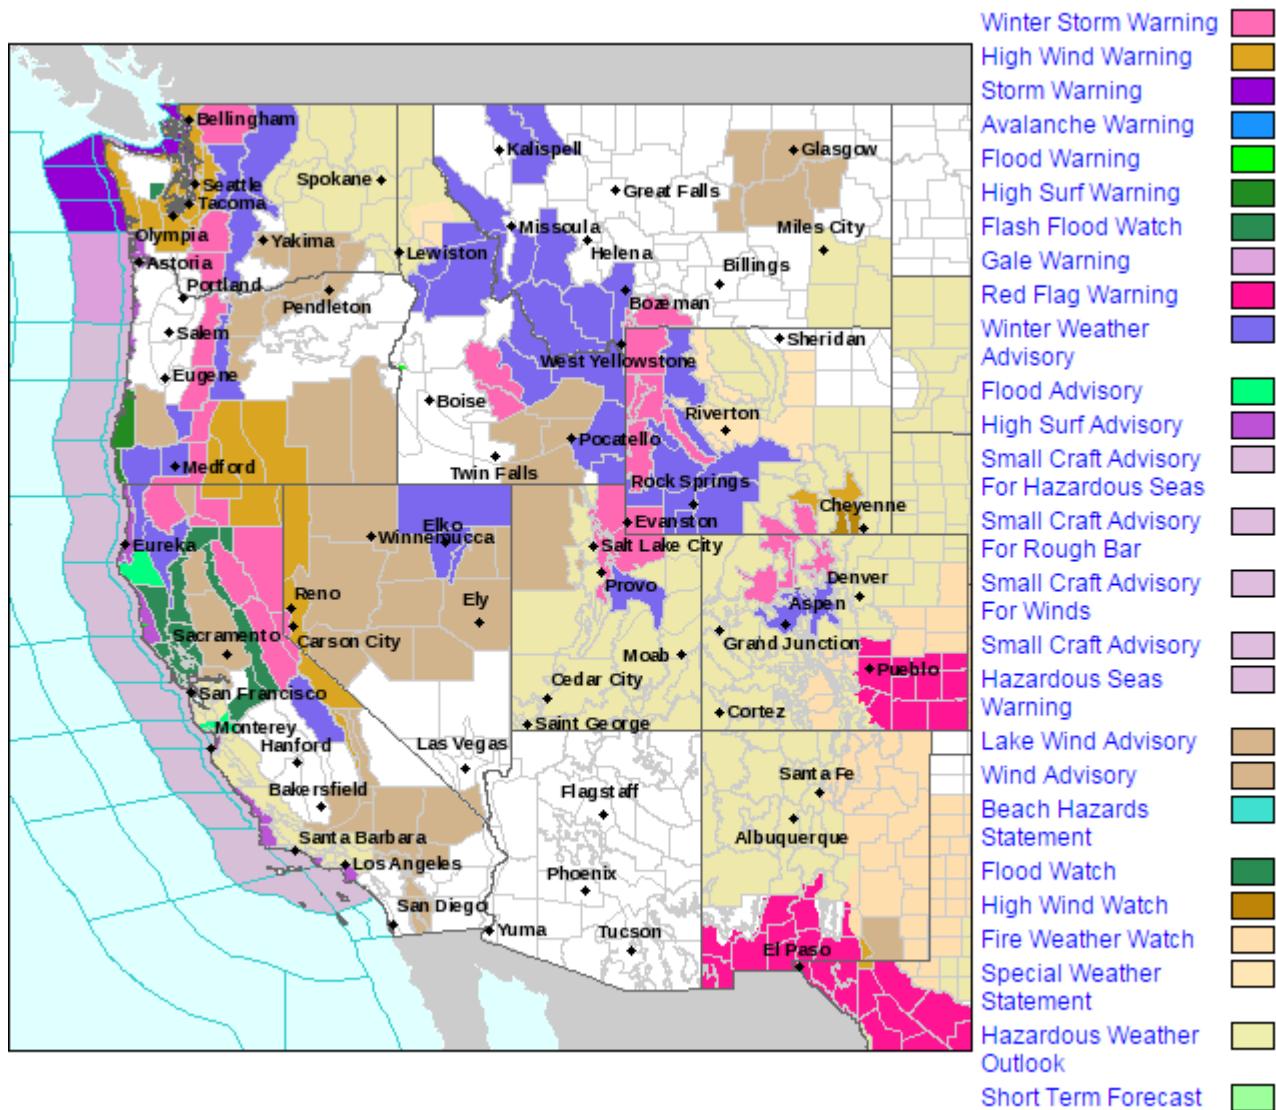 Bellingham
Kalispell
Glasgow
Spokane
Seattle
Great Falls
Tacoma
Missoula
Miles City
Olympia
Yakima
Helena
Lewiston
Astoria
Billings
Portland
Pendleton
Bozeman
Salem
Sheridan
West Yellowstone
Eugene
Boise
Riverton
Pocatello
Medford
Twin Falls
Rock Springs
Cheyenne
Elko
Evanston
Winnemucca
Eureka
Salt Lake City
Denver
Provo
Reno
Ely
Aspen
Sacramento
Carson City
Grand Junction
Moab
Pueblo
Cedar City
San Francisco
Cortez
Saint George
Monterey
Hanford
Las Vegas
Santa Fe
Bakersfield
Flagstaff
Santa Barbara
Albuquerque
Los Angeles
Phoenix
San Diego
Yuma
Tucson
El Paso
Winter Storm Warning
High Wind Warning
Storm Warning
Avalanche Warning
Flood Warning
High Surf Warning
Flash Flood Watch
Gale Warning
Red Flag Warning
Winter Weather
Advisory
Flood Advisory
High Surf Advisory
Small Craft Advisory
For Hazardous Seas
Small Craft Advisory
For Rough Bar
Small Craft Advisory
For Winds
Small Craft Advisory
Hazardous Seas
Warning
Lake Wind Advisory
Wind Advisory
Beach Hazards
Statement
Flood Watch
High Wind Watch
Fire Weather Watch
Special Weather
Statement
Hazardous Weather
Outlook
Short Term Forecast